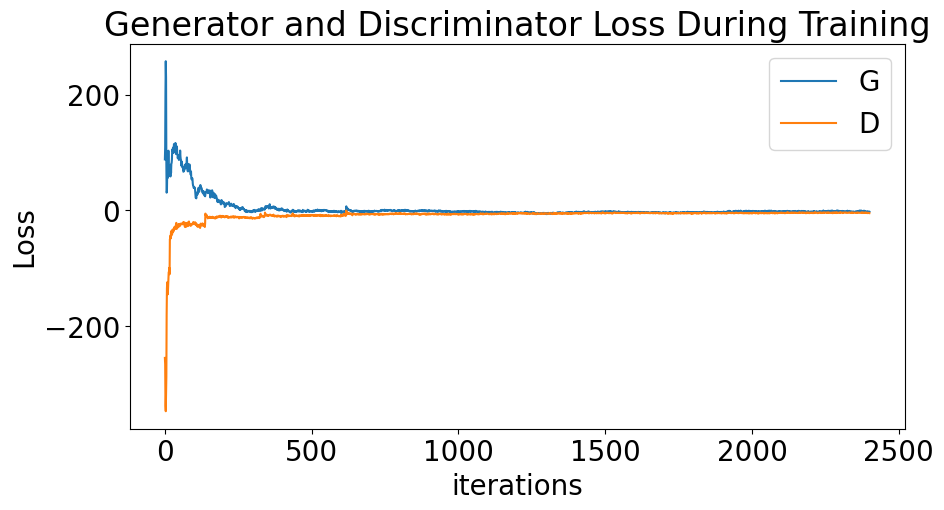 Generator and Discriminator Loss During Training
G
D
200
0
−200
Loss
0 500 1000 1500 2000 2500
iterations